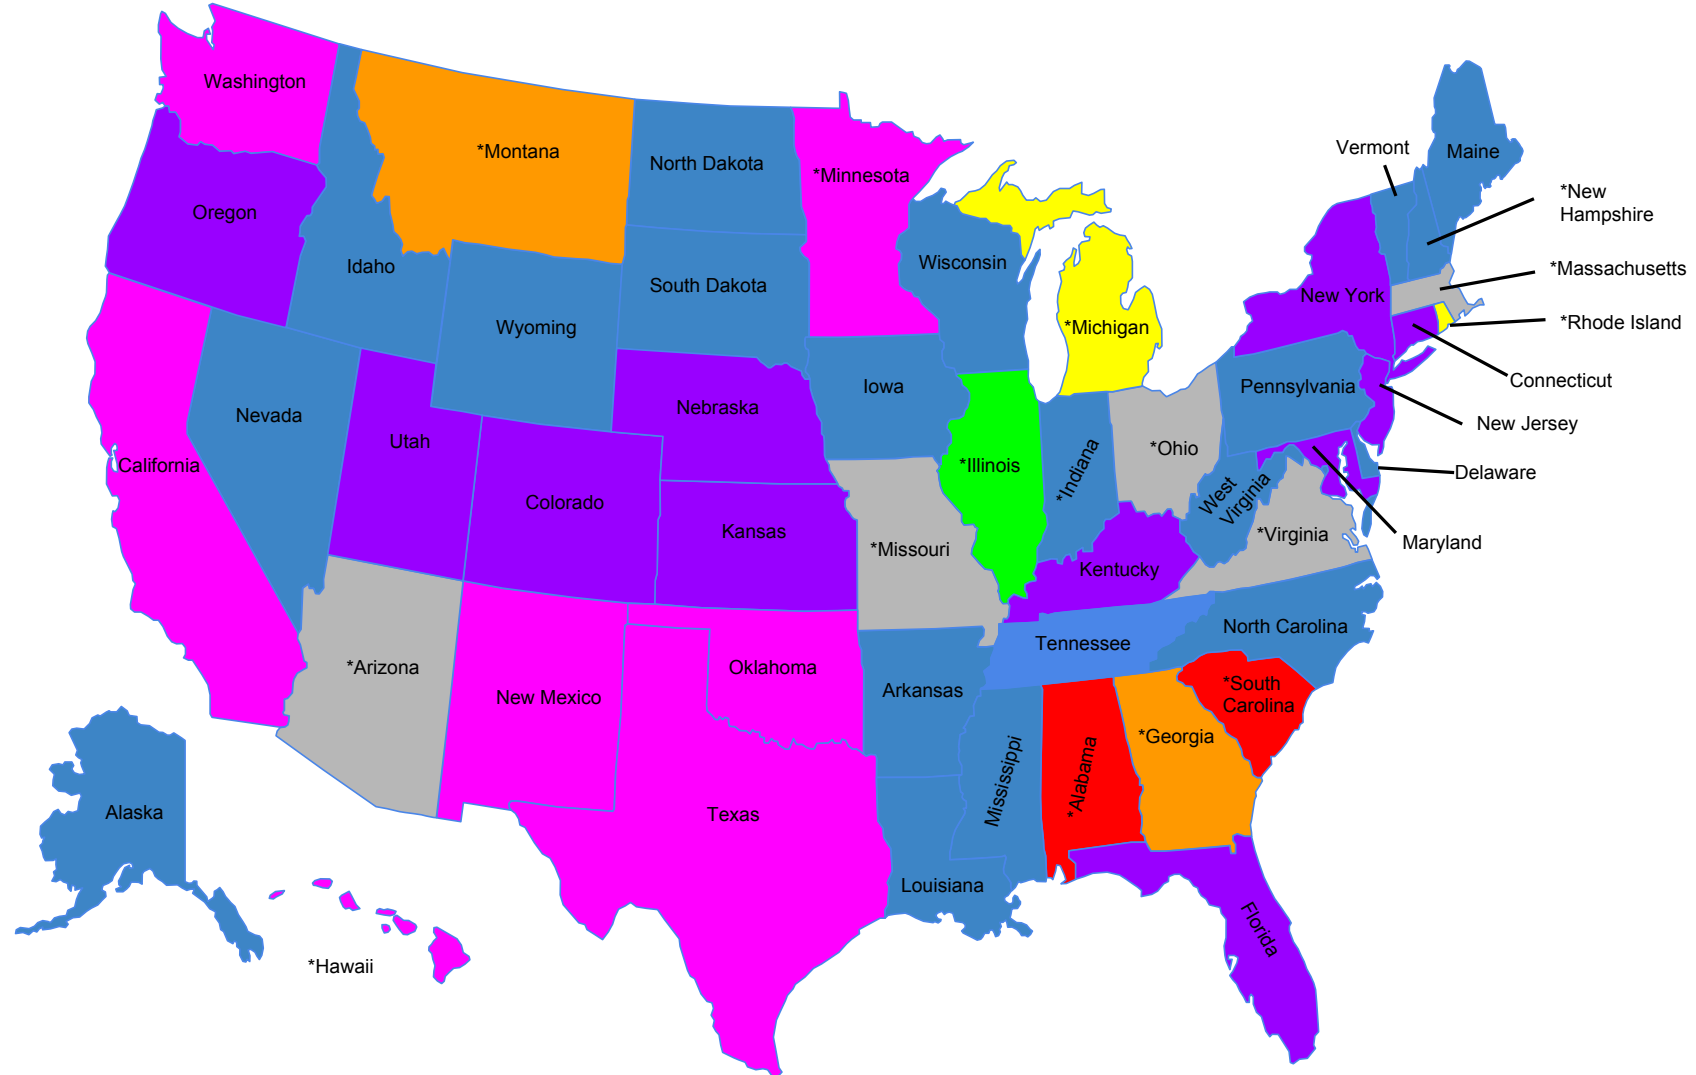 Washington
*Montana
North Dakota
*Minnesota
Vermont
Maine
*New
Hampshire
Oregon
Idaho
South Dakota
Wisconsin
*Massachusetts
New York
Wyoming
*Michigan
*Rhode Island
Iowa
Pennsylvania
Connecticut
Nevada
Nebraska
New Jersey
Utah
*Ohio
California
*Illinois
*Indiana
Delaware
West
Virginia
Colorado
Kansas
*Missouri
*Virginia
Maryland
Kentucky
North Carolina
Tennessee
*Arizona
Oklahoma
New Mexico
Arkansas
*South
Carolina
*Georgia
*Alabama
Mississippi
Alaska
Texas
Louisiana
Florida
*Hawaii